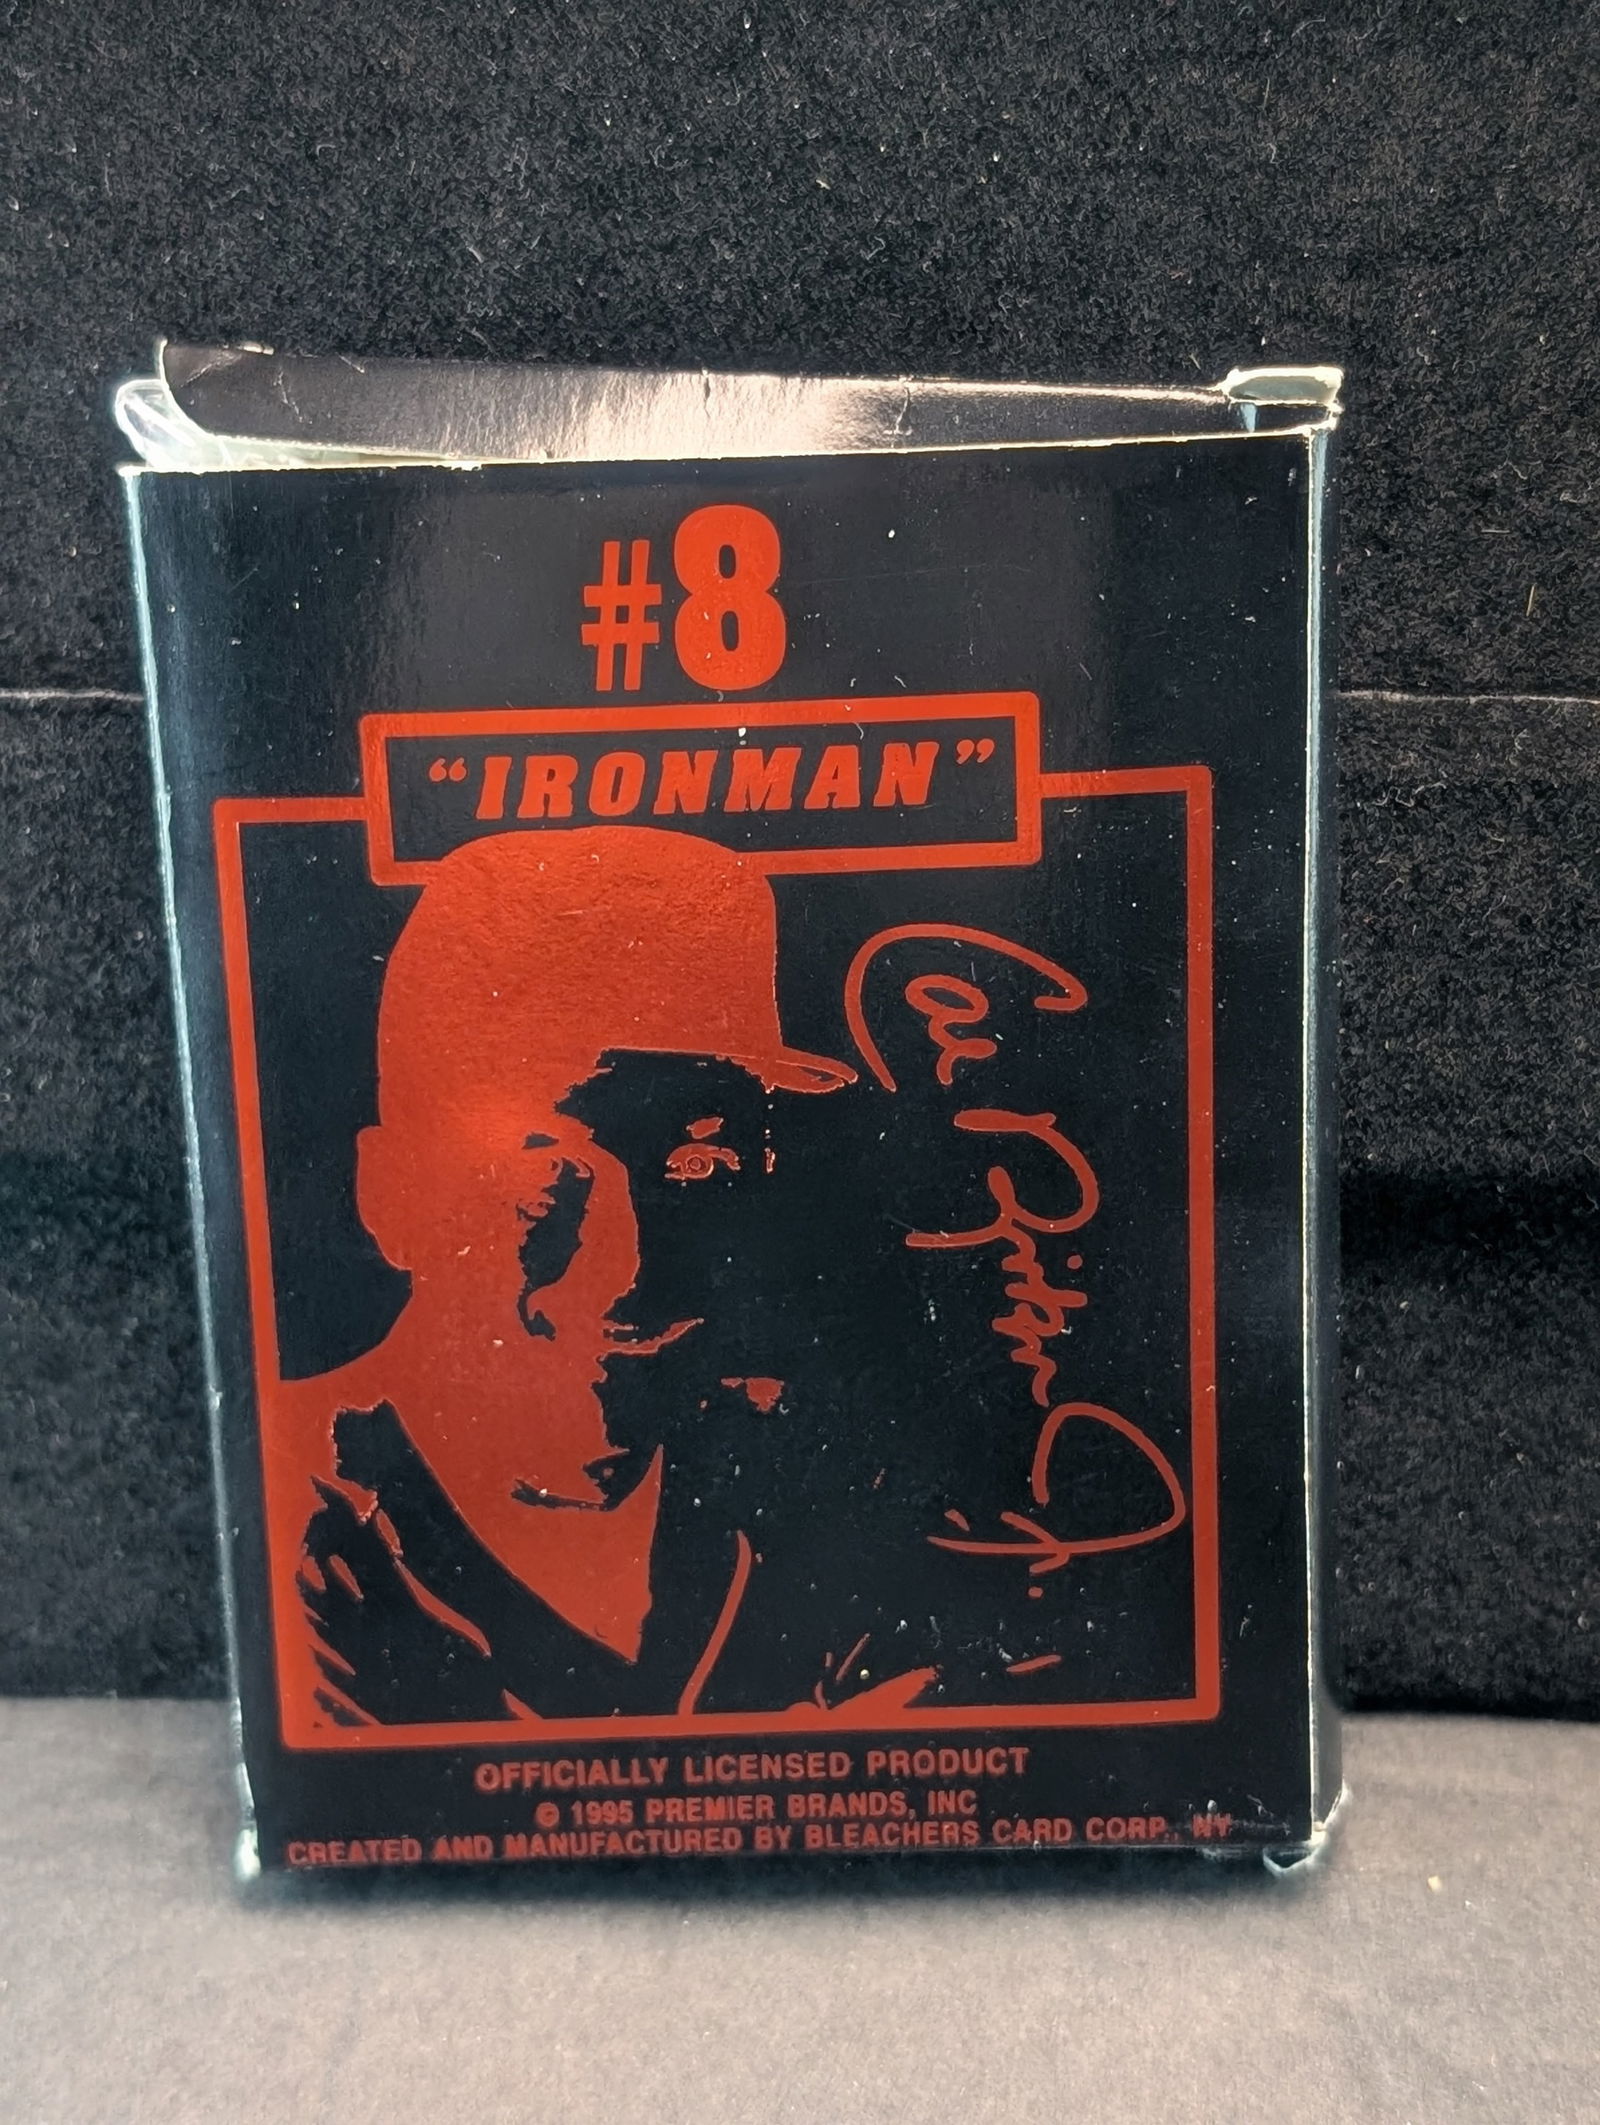 #8
"IRONMAN"
Cal Ripken Jr.
OFFICIALLY LICENSED PRODUCT
© 1995 PREMIER BRANDS, INC
CREATED AND MANUFACTURED BY BLEACHERS CARD CORP., NY